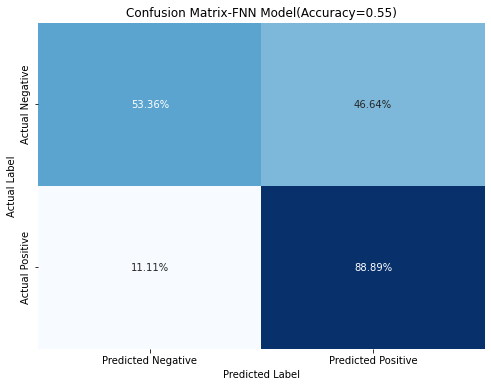 Confusion Matrix-FNN Model(Accuracy=0.55)
Actual Label
Actual Negative
53.36%
46.64%
Actual Positive
11.11%
88.89%
Predicted Negative
Predicted Positive
Predicted Label